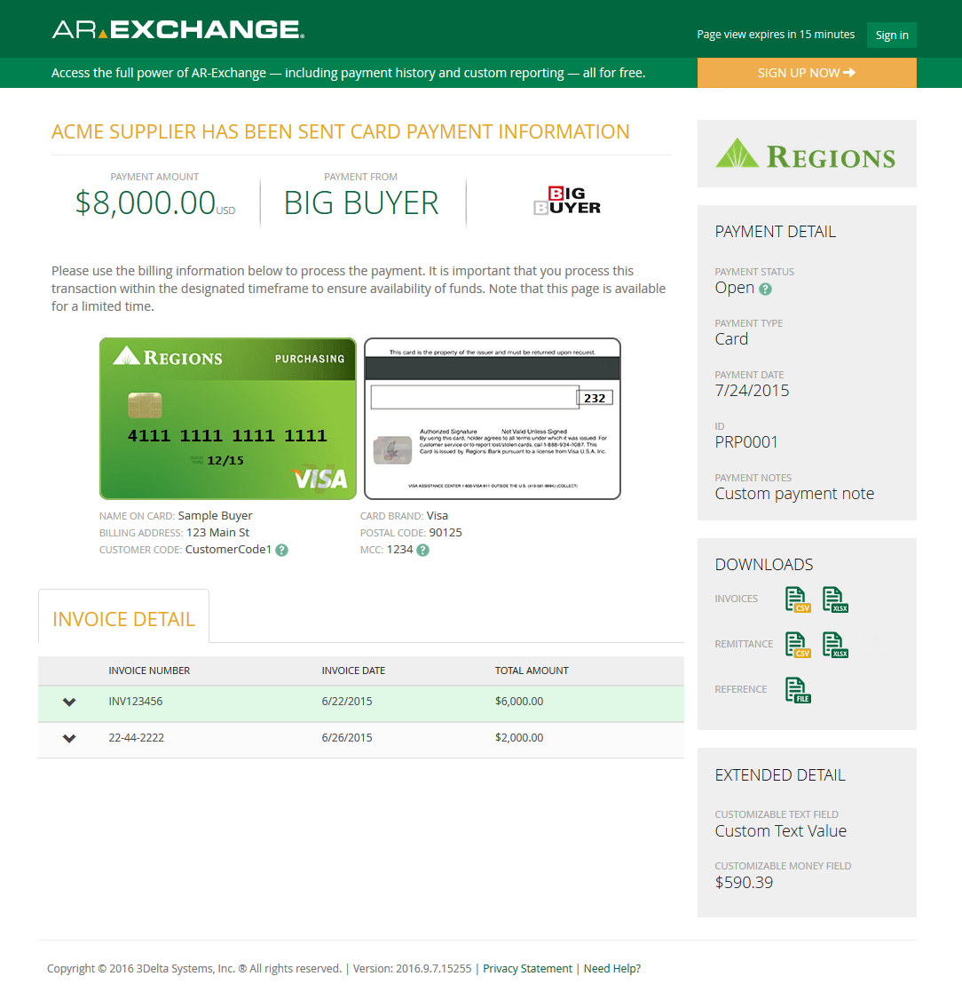 AR EXCHANGE®
Page view expires in 15 minutes
Sign in
Access the full power of AR-Exchange — including payment history and custom reporting — all for free.
SIGN UP NOW
ACME SUPPLIER HAS BEEN SENT CARD PAYMENT INFORMATION
PAYMENT AMOUNT
$8,000.00 USD
PAYMENT FROM
BIG BUYER
BIG
BUYER
Please use the billing information below to process the payment. It is important that you process this
transaction within the designated timeframe to ensure availability of funds. Note that this page is available
for a limited time.
REGIONS
PURCHASING
4111 1111 1111 1111
GOOD THRU 12/15
VISA
This card is the property of the issuer and must be returned upon request.
232
Authorized Signature Not Valid Unless Signed
By using this card, holder agrees to all terms under which it was issued. For
customer service or to report lost/stolen cards, call 1-888-934-1087. This
Card is issued by Regions Bank pursuant to a license from Visa U.S.A. Inc.
VISA ASSISTANCE CENTER 1-800-VISA-911 OUTSIDE THE U.S. (COLLECT)
NAME ON CARD: Sample Buyer
BILLING ADDRESS: 123 Main St
CUSTOMER CODE: CustomerCode1 ?
CARD BRAND: Visa
POSTAL CODE: 90125
MCC: 1234 ?
INVOICE DETAIL
INVOICE NUMBER INVOICE DATE TOTAL AMOUNT
INV123456 6/22/2015 $6,000.00
22-44-2222 6/26/2015 $2,000.00
REGIONS
PAYMENT DETAIL
PAYMENT STATUS
Open ?
PAYMENT TYPE
Card
PAYMENT DATE
7/24/2015
ID
PRP0001
PAYMENT NOTES
Custom payment note
DOWNLOADS
INVOICES CSV XLSX
REMITTANCE CSV XLSX
REFERENCE FILE
EXTENDED DETAIL
CUSTOMIZABLE TEXT FIELD
Custom Text Value
CUSTOMIZABLE MONEY FIELD
$590.39
Copyright © 2016 3Delta Systems, Inc. ® All rights reserved. | Version: 2016.9.7.15255 | Privacy Statement | Need Help?